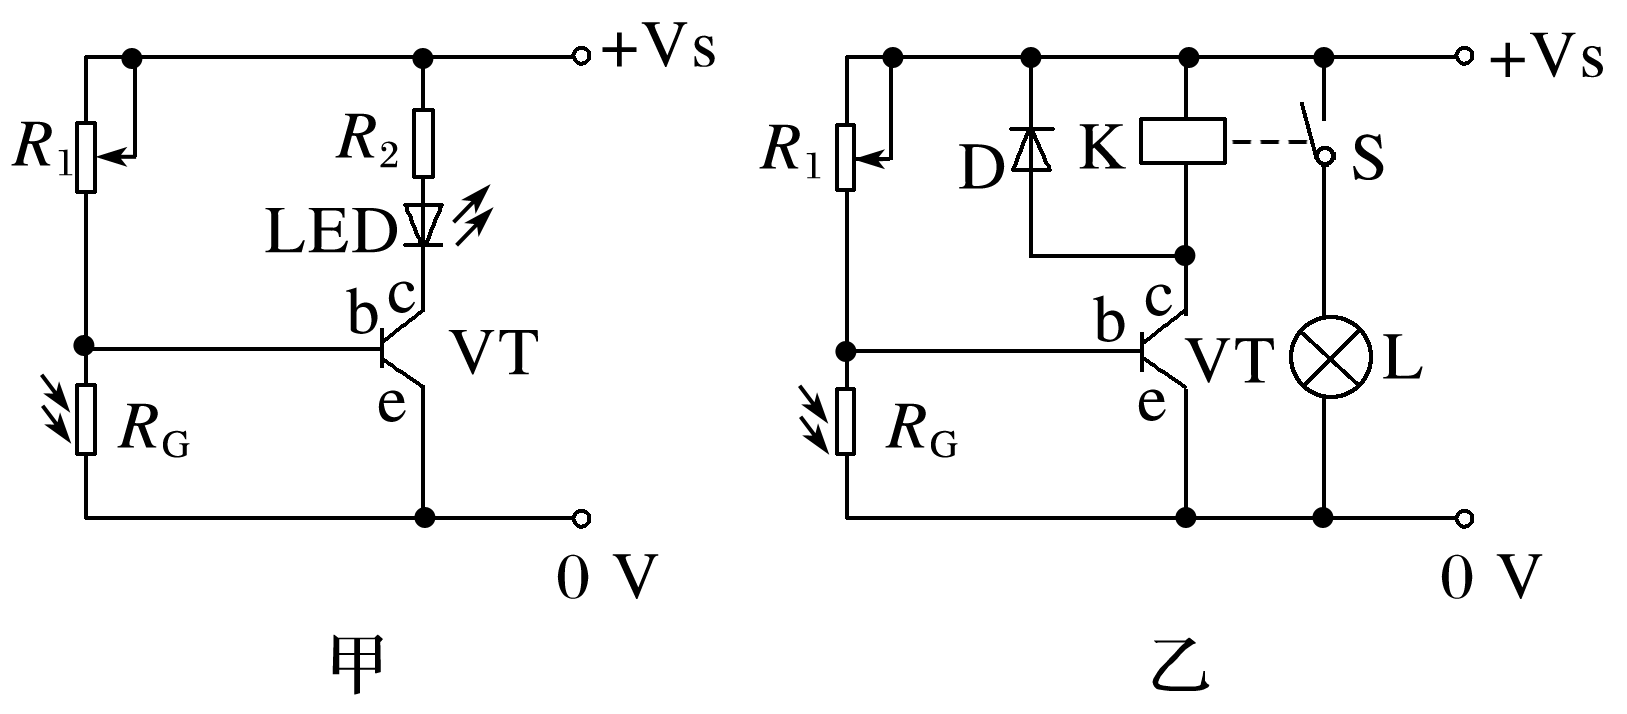 +Vs
R1
R2
LED
b
c
VT
e
RG
0 V
甲
+Vs
R1
D
K
S
b
c
VT
L
e
RG
0 V
乙